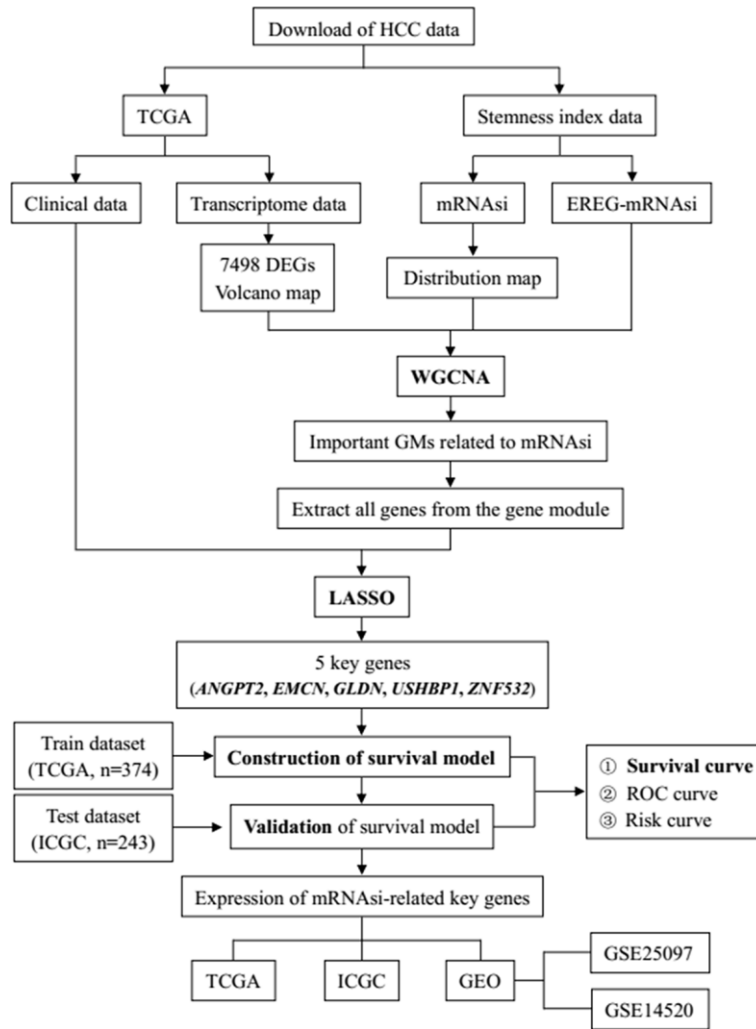 Download of HCC data
TCGA
Stemness index data
Clinical data
Transcriptome data
mRNAsi
EREG-mRNAsi
7498 DEGs
Volcano map
Distribution map
WGCNA
Important GMs related to mRNAsi
Extract all genes from the gene module
LASSO
5 key genes
(ANGPT2, EMCN, GLDN, USHBP1, ZNF532)
Train dataset
(TCGA, n=374)
Construction of survival model
Test dataset
(ICGC, n=243)
Validation of survival model
① Survival curve
② ROC curve
③ Risk curve
Expression of mRNAsi-related key genes
TCGA
ICGC
GEO
GSE25097
GSE14520